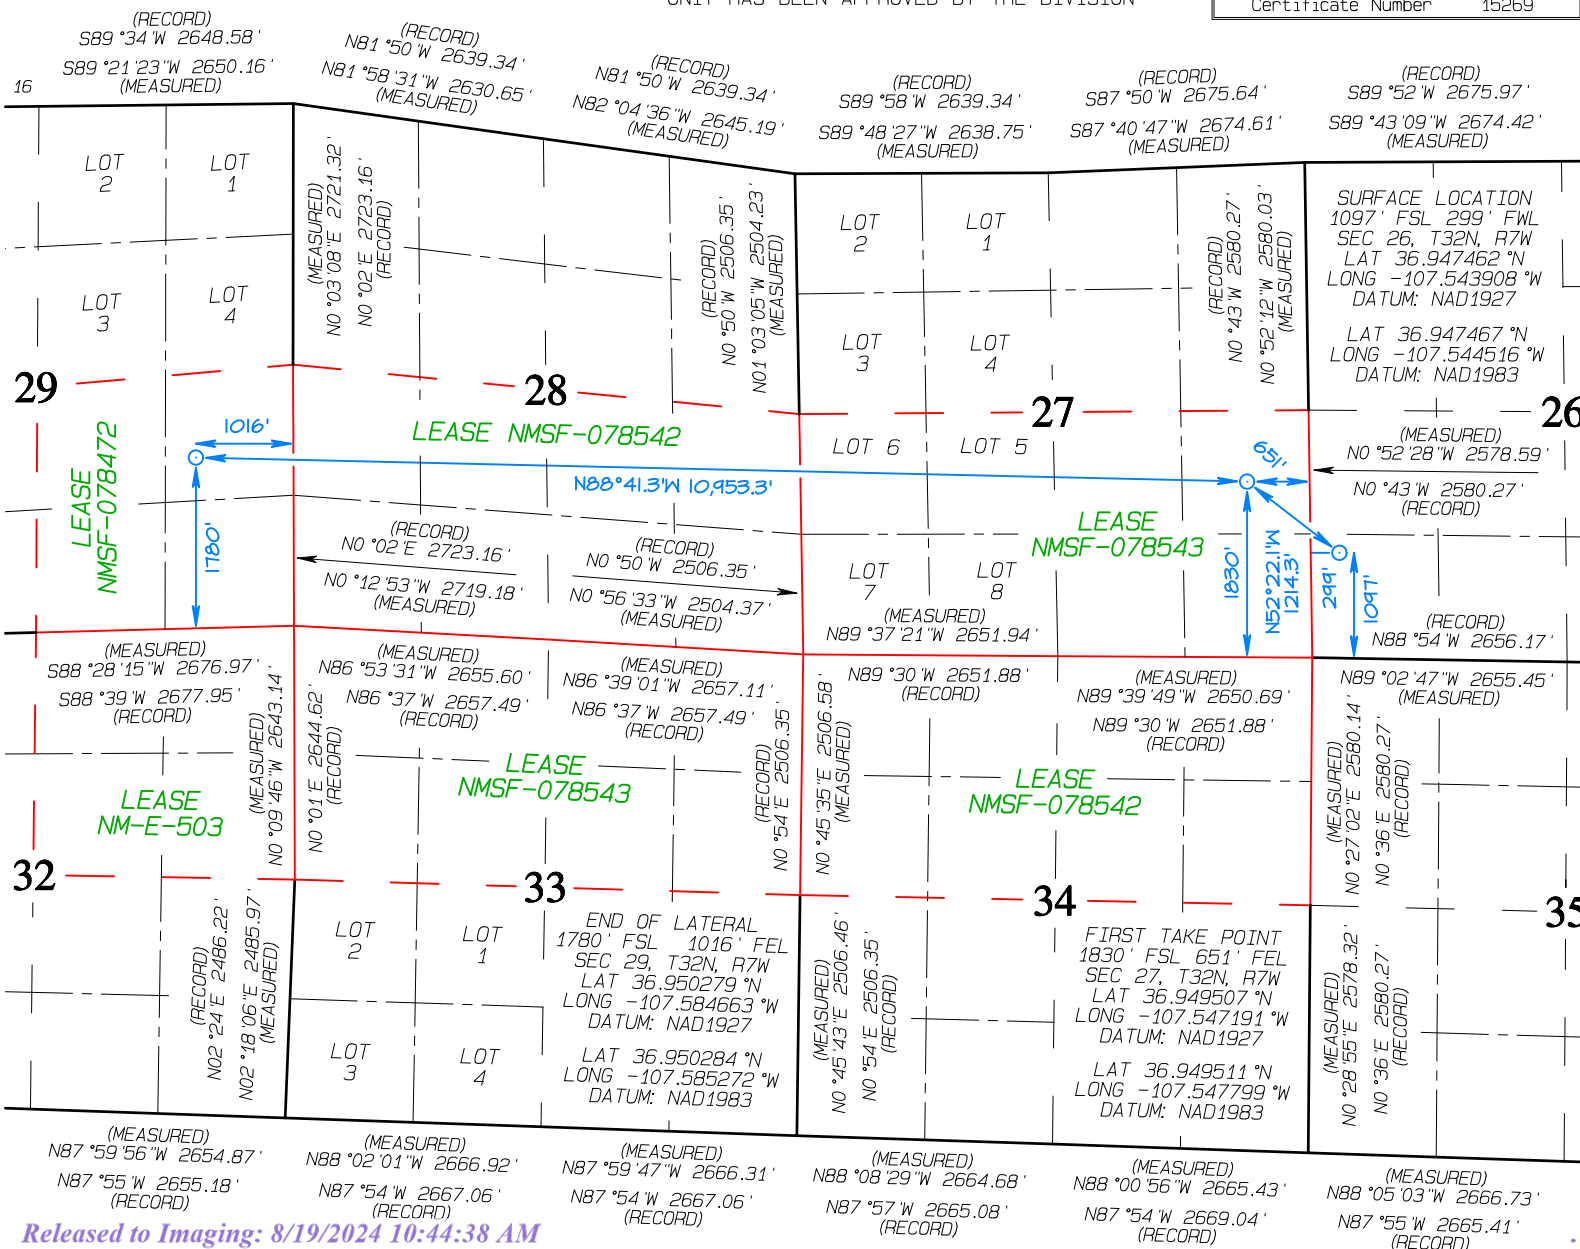 UNIT HAS BEEN APPROVED BY THE DIVISION
Certificate Number 15269
(RECORD)
S89°34'W 2648.58'
S89°21'23"W 2650.16'
(MEASURED)
(RECORD)
N81°50'W 2639.34'
N81°58'31"W 2630.65'
(MEASURED)
(RECORD)
N81°50'W 2639.34'
N82°04'36"W 2645.19'
(MEASURED)
(RECORD)
S89°58'W 2639.34'
S89°48'27"W 2638.75'
(MEASURED)
(RECORD)
S87°50'W 2675.64'
S87°40'47"W 2674.61'
(MEASURED)
(RECORD)
S89°52'W 2675.97'
S89°43'09"W 2674.42'
(MEASURED)
16
LOT
2
LOT
1
LOT
3
LOT
4
(MEASURED)
N0°03'08"E 2721.32'
N0°02'E 2723.16'
(RECORD)
(RECORD)
N0°50'W 2506.35'
N01°03'05"W 2504.23'
(MEASURED)
LOT
2
LOT
1
LOT
3
LOT
4
(RECORD)
N0°43'W 2580.27'
N0°52'12"W 2580.03'
(MEASURED)
SURFACE LOCATION
1097' FSL 299' FWL
SEC 26, T32N, R7W
LAT 36.947462°N
LONG -107.543908°W
DATUM: NAD1927
LAT 36.947467°N
LONG -107.544516°W
DATUM: NAD1983
29
28
27
26
LEASE
NMSF-078472
1016'
1780'
LEASE NMSF-078542
N88°41.3'W 10,953.3'
LOT 6
LOT 5
651'
(MEASURED)
N0°52'28"W 2578.59'
N0°43'W 2580.27'
(RECORD)
LEASE
NMSF-078543
(RECORD)
N0°02'E 2723.16'
N0°12'53"W 2719.18'
(MEASURED)
(RECORD)
N0°50'W 2506.35'
N0°56'33"W 2504.37'
(MEASURED)
LOT
7
LOT
8
1830'
N52°22.1'W
1214.3'
299'
1097'
(MEASURED)
N89°37'21"W 2651.94'
N89°30'W 2651.88'
(RECORD)
(RECORD)
N88°54'W 2656.17'
N89°02'47"W 2655.45'
(MEASURED)
(MEASURED)
S88°28'15"W 2676.97'
S88°39'W 2677.95'
(RECORD)
(MEASURED)
N86°53'31"W 2655.60'
N86°37'W 2657.49'
(RECORD)
(MEASURED)
N86°39'01"W 2657.11'
N86°37'W 2657.49'
(RECORD)
(MEASURED)
N89°39'49"W 2650.69'
N89°30'W 2651.88'
(RECORD)
(MEASURED)
N0°09'46"W 2643.14'
N0°01'E 2644.62'
(RECORD)
(RECORD)
N0°54'E 2506.35'
N0°45'35"E 2506.58'
(MEASURED)
(MEASURED)
N0°27'02"E 2580.14'
N0°36'E 2580.27'
(RECORD)
LEASE
NM-E-503
LEASE
NMSF-078543
LEASE
NMSF-078542
32
33
34
35
(RECORD)
N02°24'E 2486.22'
N02°18'06"E 2485.97'
(MEASURED)
LOT
2
LOT
1
LOT
3
LOT
4
END OF LATERAL
1780' FSL 1016' FEL
SEC 29, T32N, R7W
LAT 36.950279°N
LONG -107.584663°W
DATUM: NAD1927
LAT 36.950284°N
LONG -107.585272°W
DATUM: NAD1983
(MEASURED)
N0°45'43"E 2506.46'
N0°54'E 2506.35'
(RECORD)
FIRST TAKE POINT
1830' FSL 651' FEL
SEC 27, T32N, R7W
LAT 36.949507°N
LONG -107.547191°W
DATUM: NAD1927
LAT 36.949511°N
LONG -107.547799°W
DATUM: NAD1983
(MEASURED)
N0°28'55"E 2578.32'
N0°36'E 2580.27'
(RECORD)
(MEASURED)
N87°59'56"W 2654.87'
N87°55'W 2655.18'
(RECORD)
(MEASURED)
N88°02'01"W 2666.92'
N87°54'W 2667.06'
(RECORD)
(MEASURED)
N87°59'47"W 2666.31'
N87°54'W 2667.06'
(RECORD)
(MEASURED)
N88°08'29"W 2664.68'
N87°57'W 2665.08'
(RECORD)
(MEASURED)
N88°00'56"W 2665.43'
N87°54'W 2669.04'
(RECORD)
(MEASURED)
N88°05'03"W 2666.73'
N87°55'W 2665.41'
(RECORD)
Released to Imaging: 8/19/2024 10:44:38 AM